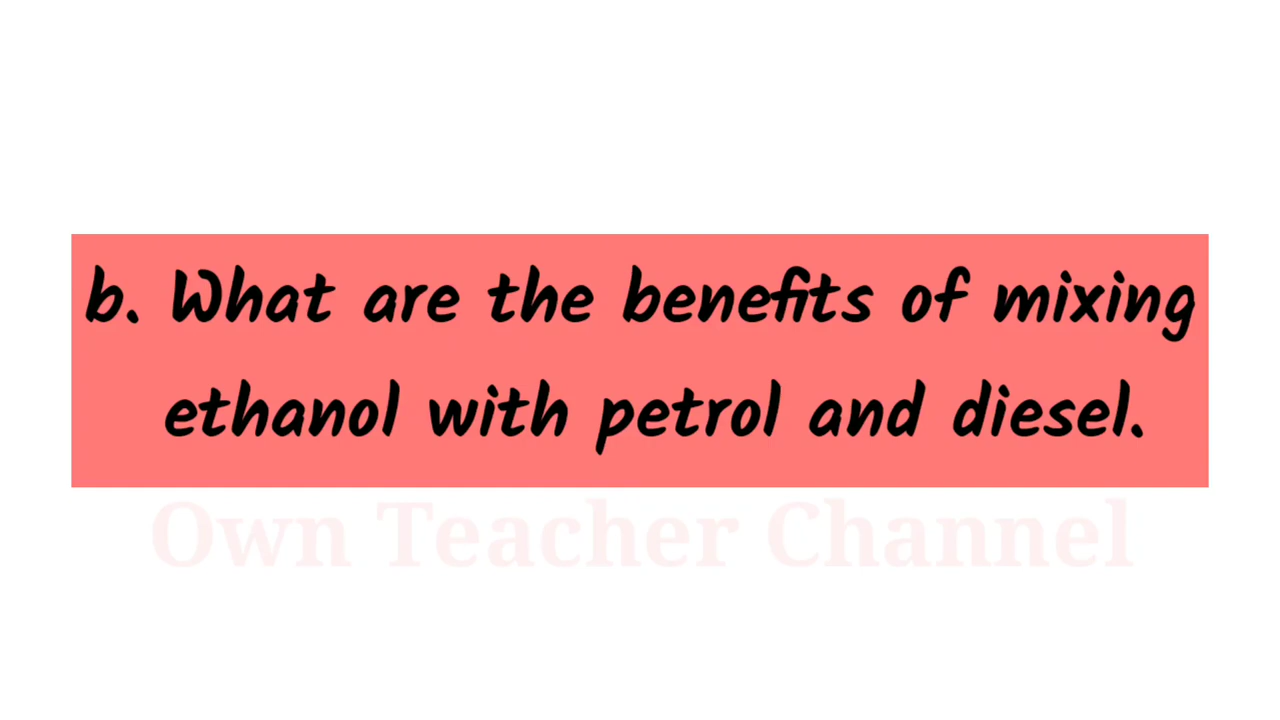 b. What are the benefits of mixing
ethanol with petrol and diesel.
Own Teacher Channel